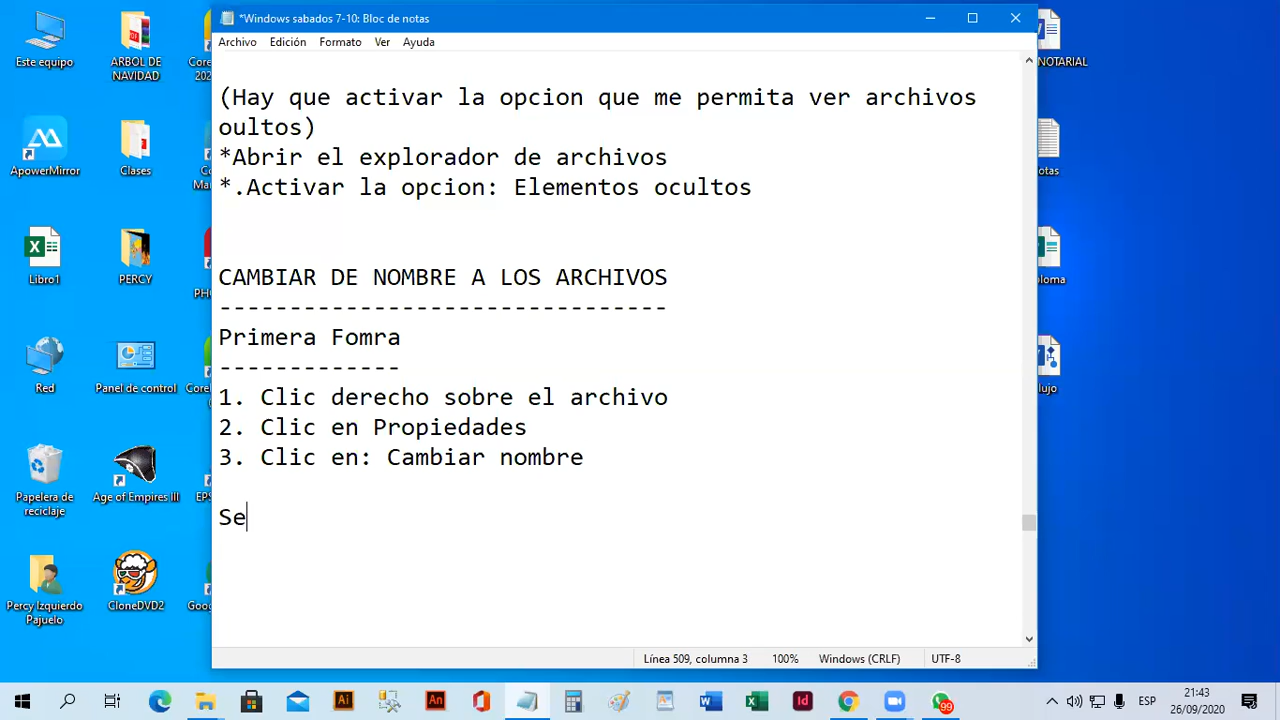 *Windows sabados 7-10: Bloc de notas
Archivo Edición Formato Ver Ayuda
(Hay que activar la opcion que me permita ver archivos
oultos)
*Abrir el explorador de archivos
*.Activar la opcion: Elementos ocultos
CAMBIAR DE NOMBRE A LOS ARCHIVOS
--------------------------------
Primera Fomra
-------------
1. Clic derecho sobre el archivo
2. Clic en Propiedades
3. Clic en: Cambiar nombre
Se
Línea 509, columna 3 100% Windows (CRLF) UTF-8
Este equipo
ARBOL DE
NAVIDAD
ApowerMirror
Clases
Libro1
PERCY
Red
Panel de control
Papelera de
reciclaje
Age of Empires III
Percy Izquierdo
Pajuelo
CloneDVD2
NOTARIAL
otas
loma
lujo
ESP
21:43
26/09/2020
99